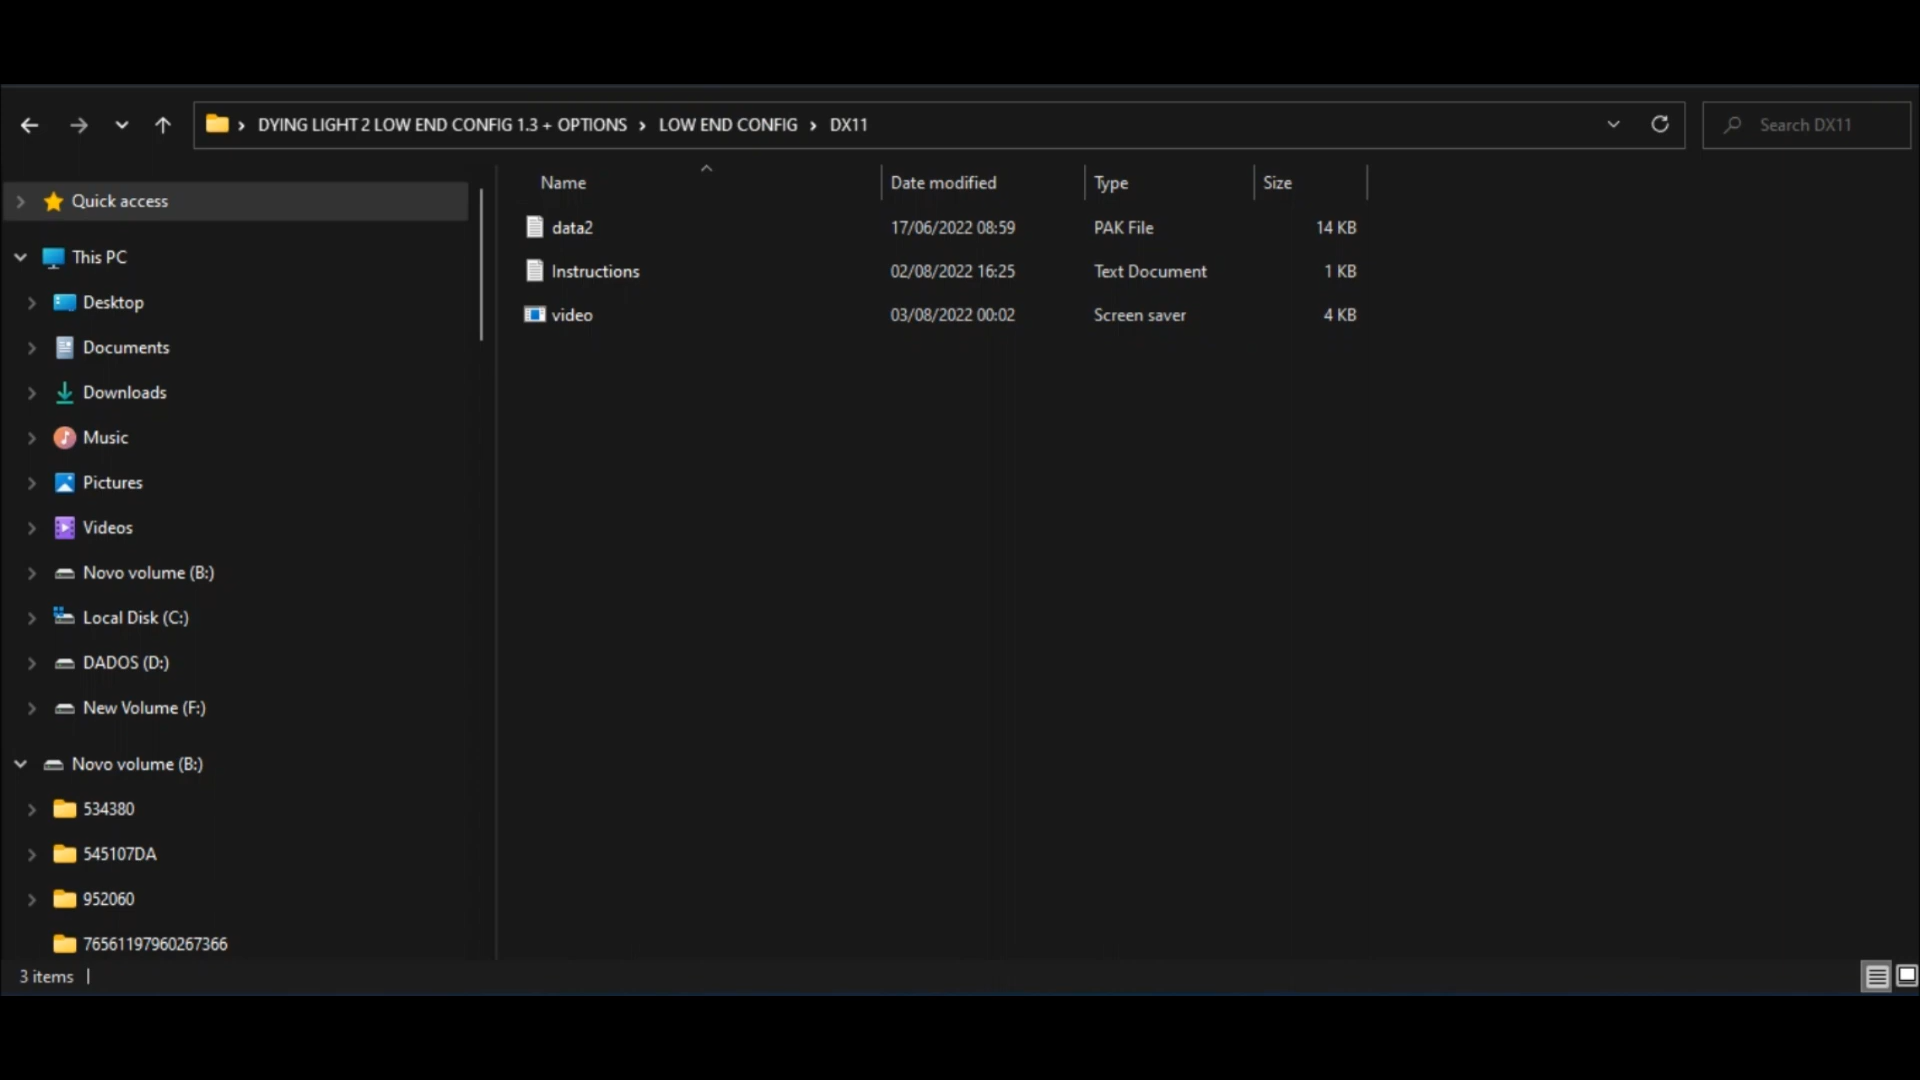 DYING LIGHT 2 LOW END CONFIG 1.3 + OPTIONS > LOW END CONFIG > DX11
Search DX11
Name Date modified Type Size
data2 17/06/2022 08:59 PAK File 14 KB
Instructions 02/08/2022 16:25 Text Document 1 KB
video 03/08/2022 00:02 Screen saver 4 KB
Quick access
This PC
Desktop
Documents
Downloads
Music
Pictures
Videos
Novo volume (B:)
Local Disk (C:)
DADOS (D:)
New Volume (F:)
Novo volume (B:)
534380
545107DA
952060
76561197960267366
3 items